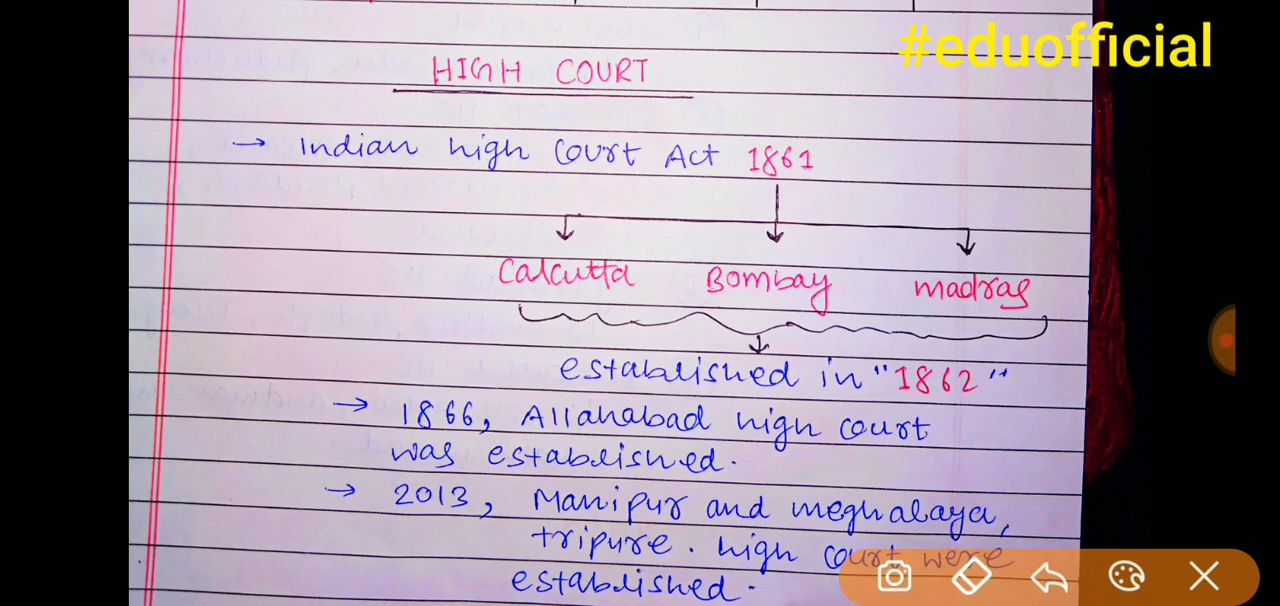 #eduofficial
HIGH COURT
→ Indian high Court Act 1861
Calcutta Bombay madras
established in "1862"
→ 1866, Allahabad high court
was established.
→ 2013, Manipur and meghalaya,
tripure. high court were
established.